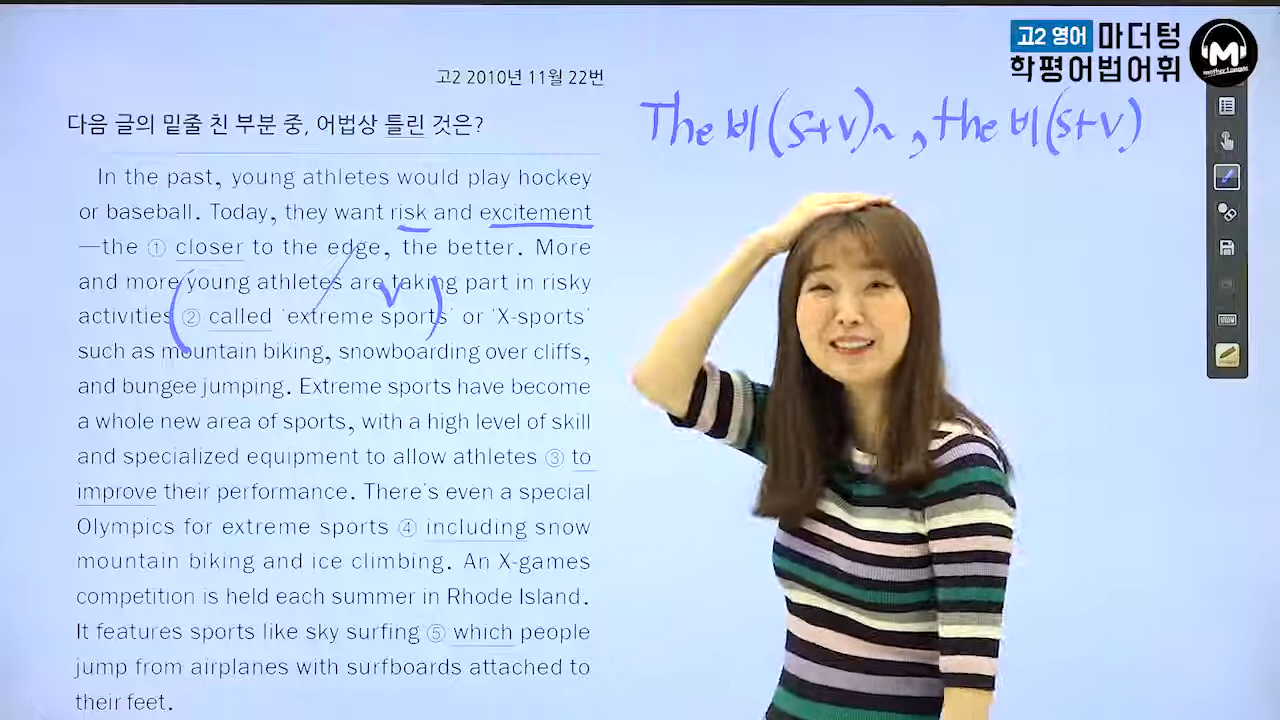 고2 영어 마더텅
학평어법어휘
M
고2 2010년 11월 22번
The 비(S+V)~, the 비(S+V)
다음 글의 밑줄 친 부분 중, 어법상 틀린 것은?
In the past, young athletes would play hockey
or baseball. Today, they want risk and excitement
—the ① closer to the edge, the better. More
and more young athletes are taking part in risky
② called 'extreme sports' or 'X-sports'
such as mountain biking, snowboarding over cliffs,
and bungee jumping. Extreme sports have become
a whole new area of sports, with a high level of skill
and specialized equipment to allow athletes ③ to
improve their performance. There's even a special
Olympics for extreme sports ④ including snow
mountain and ice climbing. An X-games
competition is in Rhode Island.
It features sky surfing ⑤ which people
jump from airplanes with surfboards attached to
their feet.
V